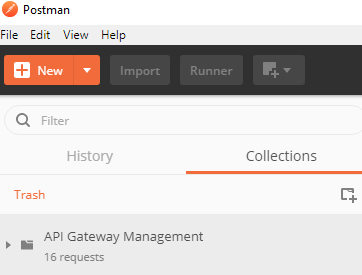 Postman
File Edit View Help
New Import Runner
Filter
History Collections
Trash
API Gateway Management
16 requests